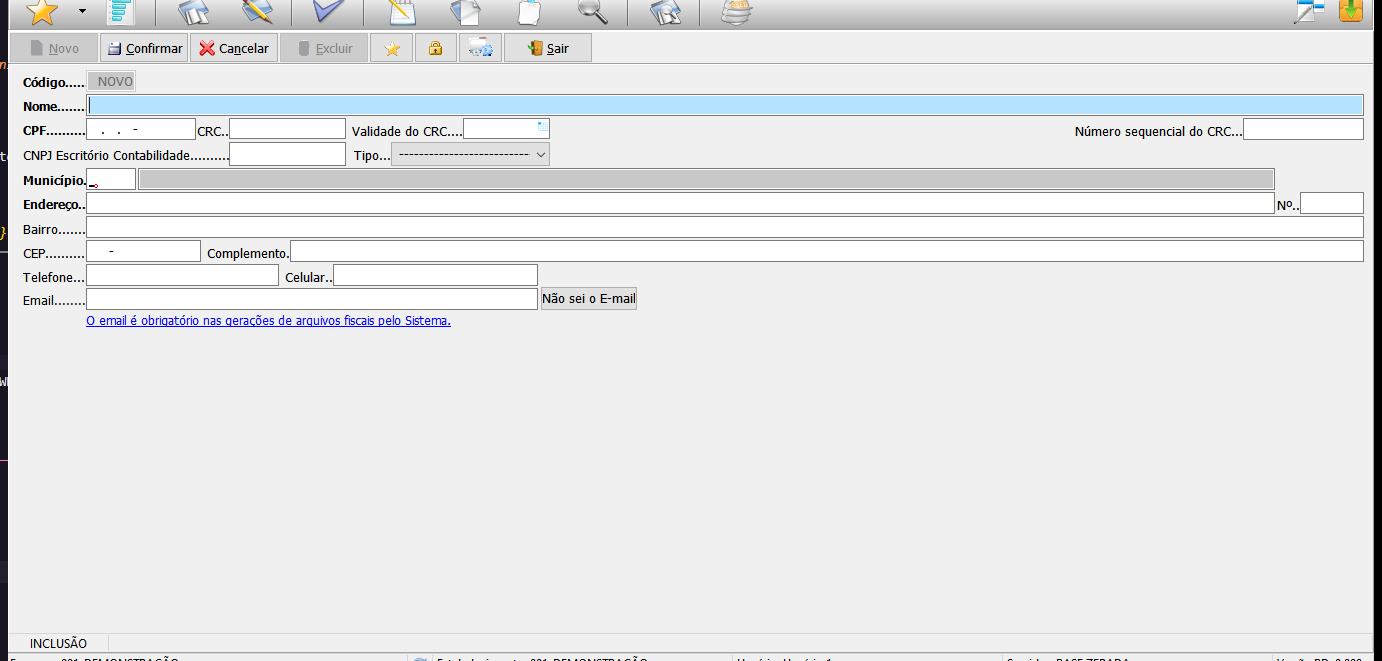 Novo Confirmar Cancelar Excluir Sair
Código..... NOVO
Nome.......
CPF.......... . . - CRC.. Validade do CRC.... Número sequencial do CRC...
CNPJ Escritório Contabilidade.......... Tipo... ---------------------------
Município.
Endereço.. Nº..
Bairro.......
CEP.......... - Complemento.
Telefone... Celular..
Email........ Não sei o E-mail
O email é obrigatório nas gerações de arquivos fiscais pelo Sistema.
INCLUSÃO